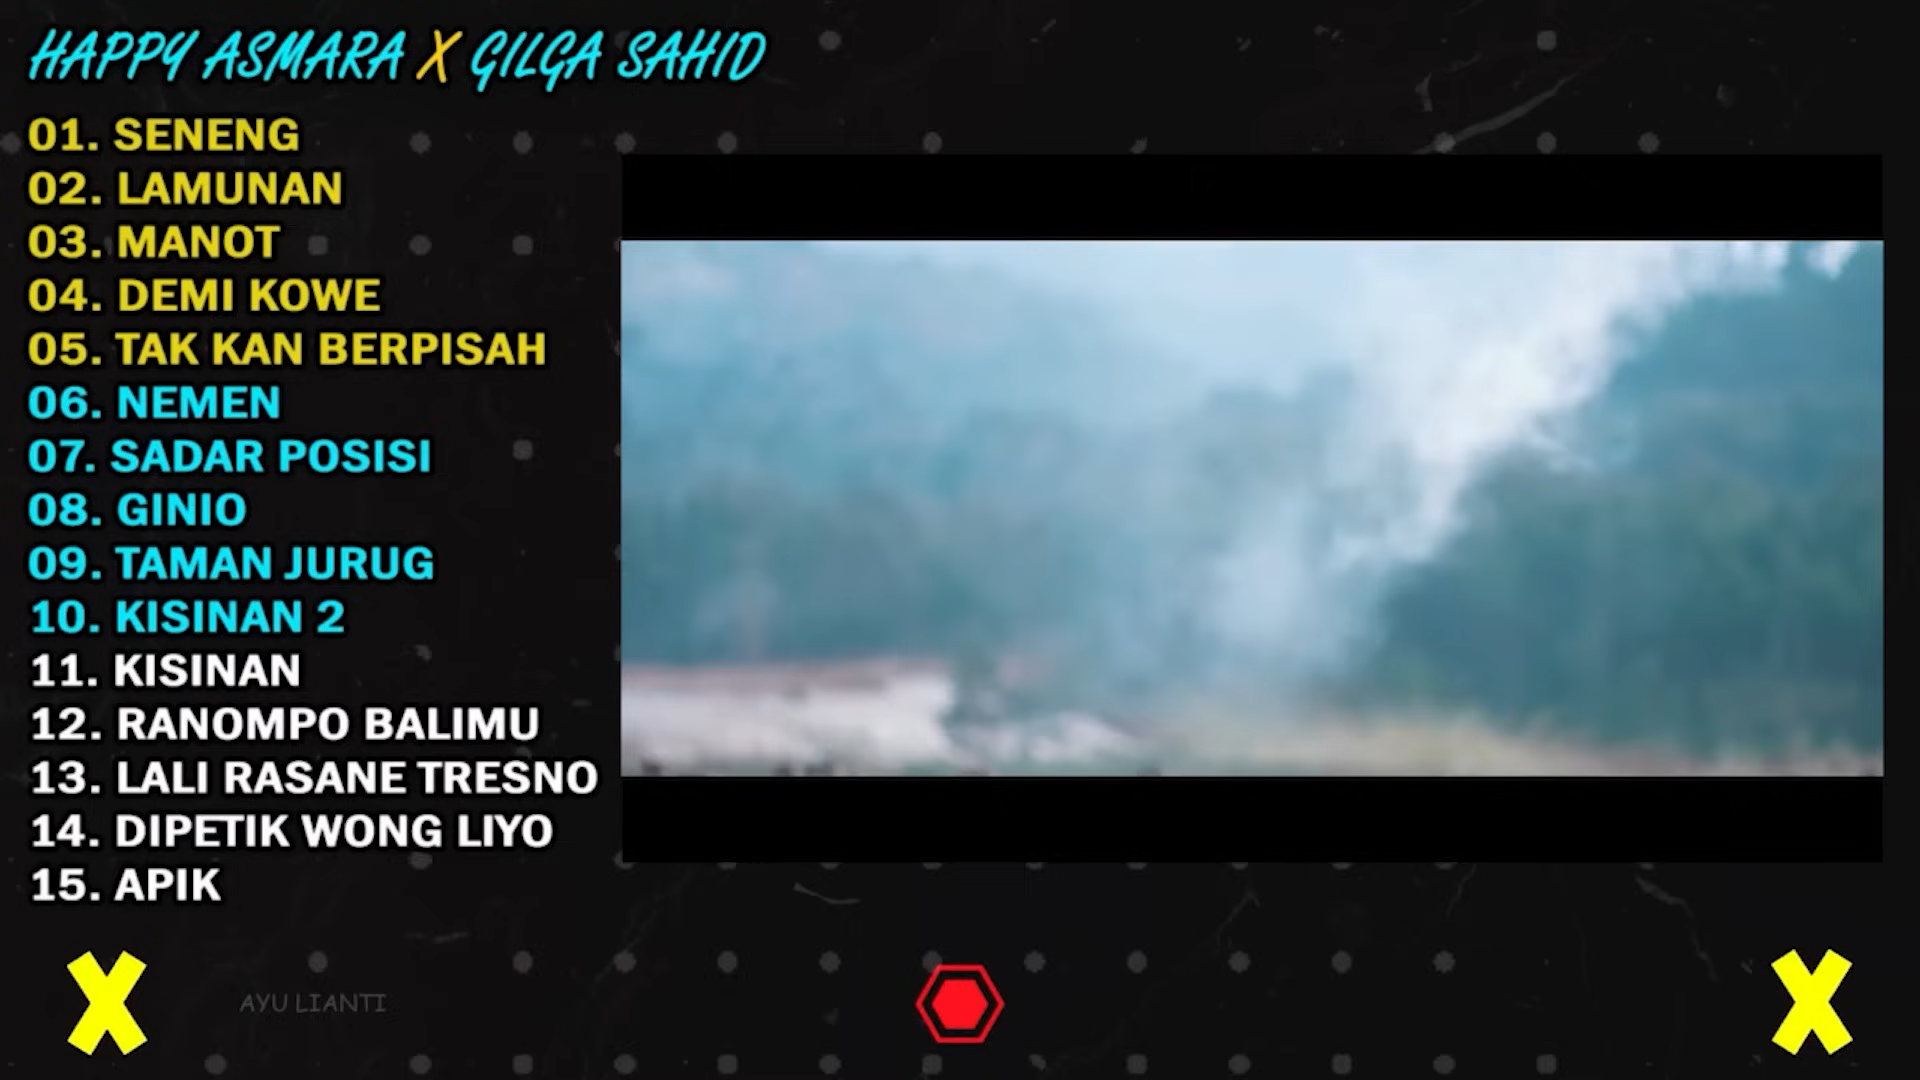 HAPPY ASMARA X GILGA SAHID
01. SENENG
02. LAMUNAN
03. MANOT
04. DEMI KOWE
05. TAK KAN BERPISAH
06. NEMEN
07. SADAR POSISI
08. GINIO
09. TAMAN JURUG
10. KISINAN 2
11. KISINAN
12. RANOMPO BALIMU
13. LALI RASANE TRESNO
14. DIPETIK WONG LIYO
15. APIK
AYU LIANTI